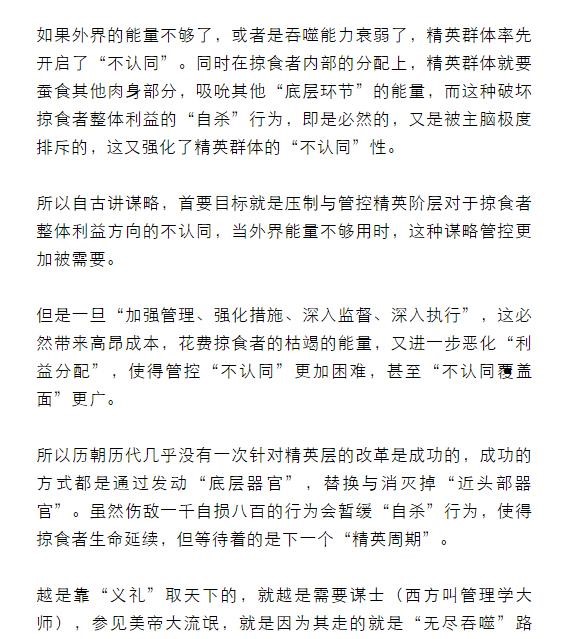 如果外界的能量不够了，或者是吞噬能力衰弱了，精英群体率先
开启了“不认同”。同时在掠食者内部的分配上，精英群体就要
蚕食其他肉身部分，吸吮其他“底层环节”的能量，而这种破坏
掠食者整体利益的“自杀”行为，即是必然的，又是被主脑极度
排斥的，这又强化了精英群体的“不认同”性。
所以自古讲谋略，首要目标就是压制与管控精英阶层对于掠食者
整体利益方向的不认同，当外界能量不够用时，这种谋略管控更
加被需要。
但是一旦“加强管理、强化措施、深入监督、深入执行”，这必
然带来高昂成本，花费掠食者的枯竭的能量，又进一步恶化“利
益分配”，使得管控“不认同”更加困难，甚至“不认同覆盖
面”更广。
所以历朝历代几乎没有一次针对精英层的改革是成功的，成功的
方式都是通过发动“底层器官”，替换与消灭掉“近头部器
官”。虽然伤敌一千自损八百的行为会暂缓“自杀”行为，使得
掠食者生命延续，但等待着的是下一个“精英周期”。
越是靠“义礼”取天下的，就越是需要谋士（西方叫管理学大
师），参见美帝大流氓，就是因为其走的就是“无尽吞噬”路